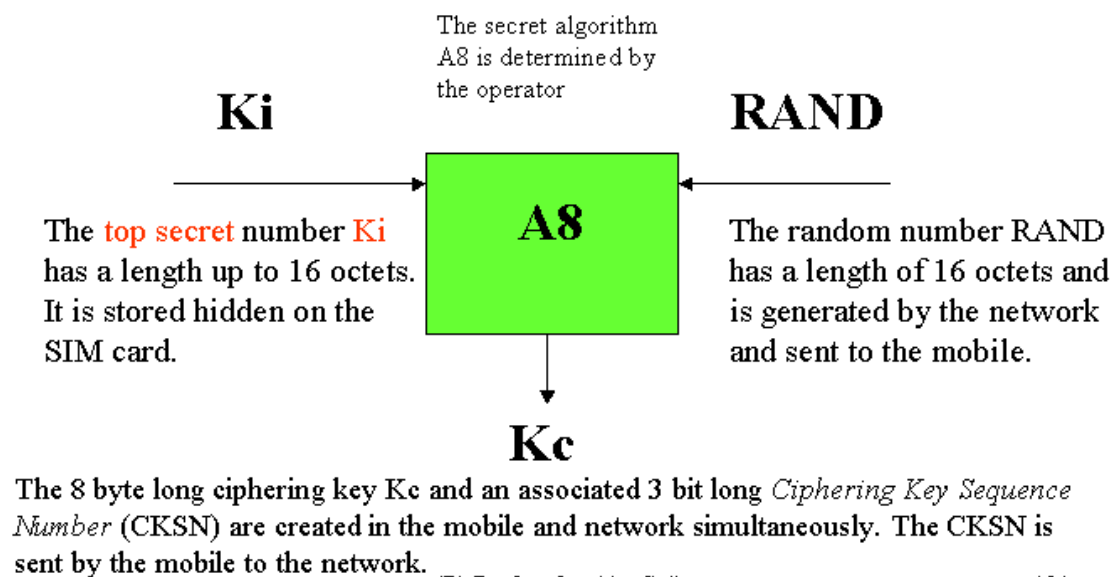 The secret algorithm
A8 is determined by
the operator
Ki
RAND
A8
The top secret number Ki
has a length up to 16 octets.
It is stored hidden on the
SIM card.
The random number RAND
has a length of 16 octets and
is generated by the network
and sent to the mobile.
Kc
The 8 byte long ciphering key Kc and an associated 3 bit long Ciphering Key Sequence
Number (CKSN) are created in the mobile and network simultaneously. The CKSN is
sent by the mobile to the network.